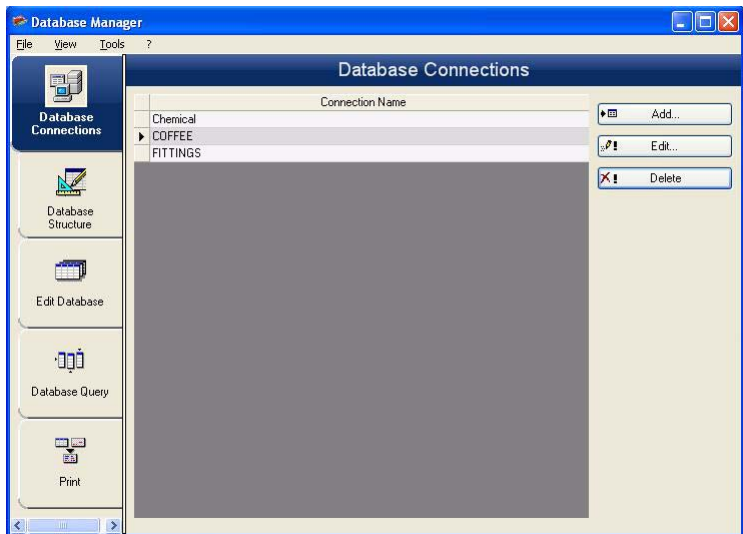 Database Manager
File View Tools ?
Database Connections
Database
Connections
Connection Name
Chemical
COFFEE
FITTINGS
Add...
Edit...
Delete
Database
Structure
Edit Database
Database Query
Print